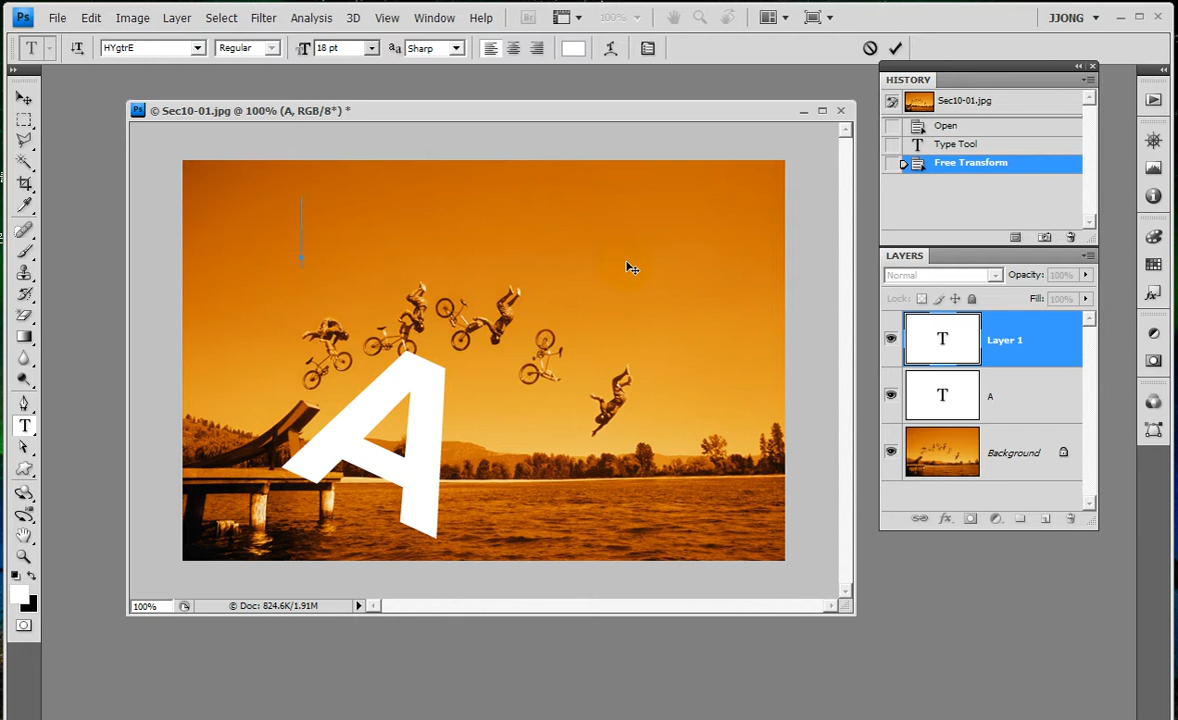 Ps File Edit Image Layer Select Filter Analysis 3D View Window Help Br 100% JJONG
T T HYgtrE Regular T 18 pt aa Sharp
HISTORY
© Sec10-01.jpg @ 100% (A, RGB/8*) *
Sec10-01.jpg
Open
T Type Tool
Free Transform
LAYERS
Normal Opacity: 100%
Lock: Fill: 100%
T Layer 1
T A
Background
A
T
100% © Doc: 824.6K/1.91M